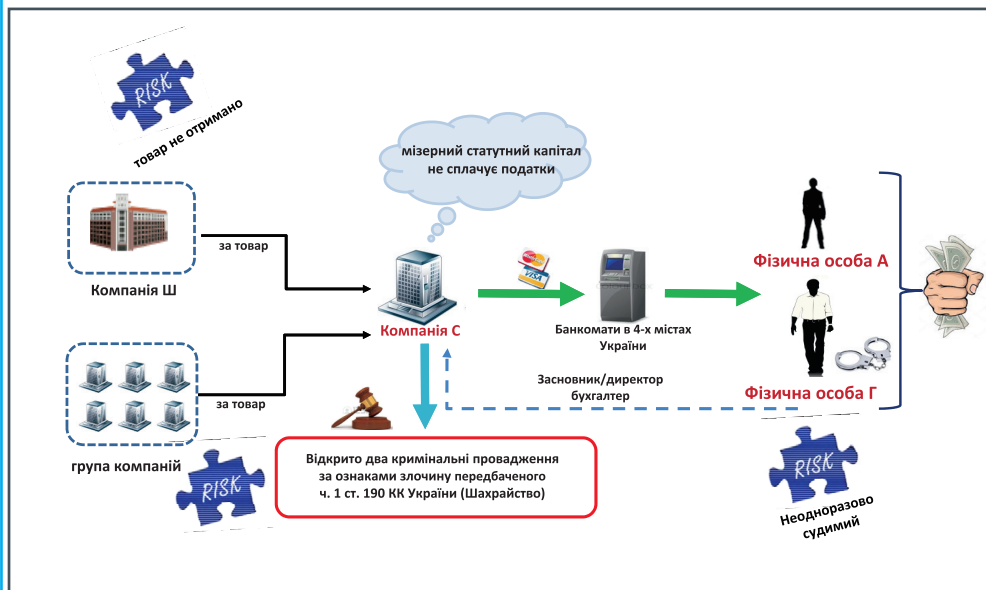 RISK
товар не отримано
мізерний статутний капітал
не сплачує податки
за товар
Компанія Ш
Компанія С
MasterCard
VISA
Банкомати в 4-х містах
України
Фізична особа А
Фізична особа Г
Засновник/директор
бухгалтер
за товар
група компаній
RISK
Відкрито два кримінальні провадження
за ознаками злочину передбаченого
ч. 1 ст. 190 КК України (Шахрайство)
RISK
Неодноразово
судимий